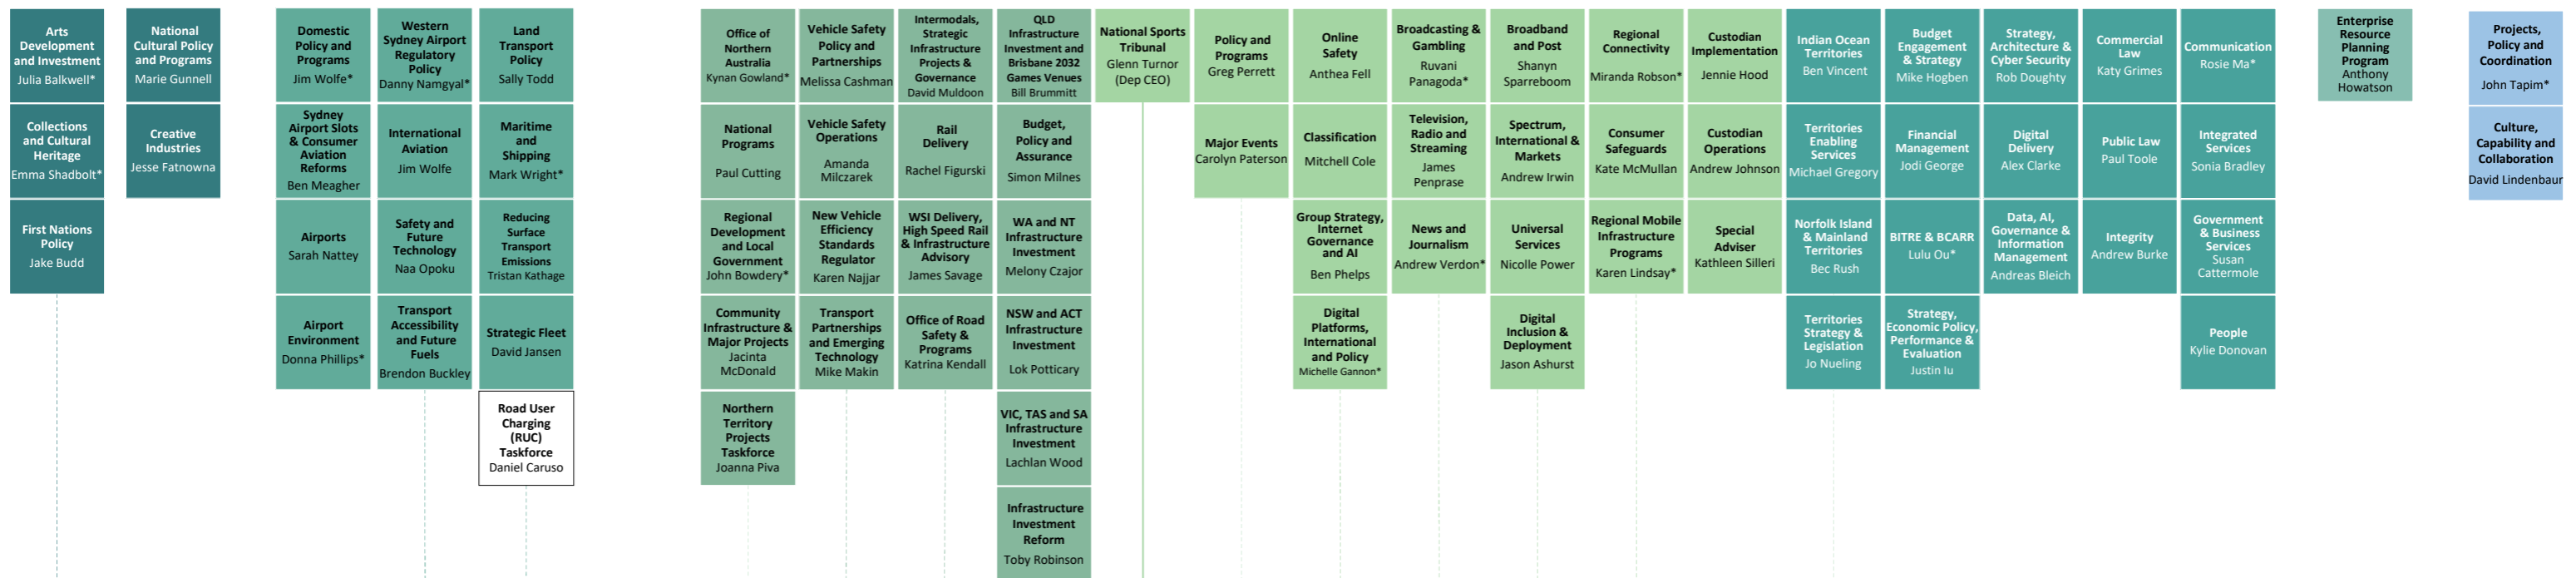 Arts
Development
and Investment
Julia Balkwell*
Collections
and Cultural
Heritage
Emma Shadbolt*
First Nations
Policy
Jake Budd
National
Cultural Policy
and Programs
Marie Gunnell
Creative
Industries
Jesse Fatnowna
Domestic
Policy and
Programs
Jim Wolfe*
Sydney
Airport Slots
& Consumer
Aviation
Reforms
Ben Meagher
Airports
Sarah Nattey
Airport
Environment
Donna Phillips*
Western
Sydney Airport
Regulatory
Policy
Danny Namgyal*
International
Aviation
Jim Wolfe
Safety and
Future
Technology
Naa Opoku
Transport
Accessibility
and Future
Fuels
Brendon Buckley
Land
Transport
Policy
Sally Todd
Maritime
and
Shipping
Mark Wright*
Reducing
Surface
Transport
Emissions
Tristan Kathage
Strategic Fleet
David Jansen
Road User
Charging
(RUC)
Taskforce
Daniel Caruso
Office of
Northern
Australia
Kynan Gowland*
National
Programs
Paul Cutting
Regional
Development
and Local
Government
John Bowdery*
Community
Infrastructure &
Major Projects
Jacinta
McDonald
Northern
Territory
Projects
Taskforce
Joanna Piva
Vehicle Safety
Policy and
Partnerships
Melissa Cashman
Vehicle Safety
Operations
Amanda
Milczarek
New Vehicle
Efficiency
Standards
Regulator
Karen Najjar
Transport
Partnerships
and Emerging
Technology
Mike Makin
Intermodals,
Strategic
Infrastructure
Projects &
Governance
David Muldoon
Rail
Delivery
Rachel Figurski
WSI Delivery,
High Speed Rail
& Infrastructure
Advisory
James Savage
Office of Road
Safety &
Programs
Katrina Kendall
QLD
Infrastructure
Investment and
Brisbane 2032
Games Venues
Bill Brummitt
Budget,
Policy and
Assurance
Simon Milnes
WA and NT
Infrastructure
Investment
Melony Czajor
NSW and ACT
Infrastructure
Investment
Lok Potticary
VIC, TAS and SA
Infrastructure
Investment
Lachlan Wood
Infrastructure
Investment
Reform
Toby Robinson
National Sports
Tribunal
Glenn Turnor
(Dep CEO)
Policy and
Programs
Greg Perrett
Major Events
Carolyn Paterson
Online
Safety
Anthea Fell
Classification
Mitchell Cole
Group Strategy,
Internet
Governance
and AI
Ben Phelps
Digital
Platforms,
International
and Policy
Michelle Gannon*
Broadcasting &
Gambling
Ruvani
Panagoda*
Television,
Radio and
Streaming
James
Penprase
News and
Journalism
Andrew Verdon*
Broadband
and Post
Shanyn
Sparreboom
Spectrum,
International &
Markets
Andrew Irwin
Universal
Services
Nicolle Power
Digital
Inclusion &
Deployment
Jason Ashurst
Regional
Connectivity
Miranda Robson*
Consumer
Safeguards
Kate McMullan
Regional Mobile
Infrastructure
Programs
Karen Lindsay*
Custodian
Implementation
Jennie Hood
Custodian
Operations
Andrew Johnson
Special
Adviser
Kathleen Silleri
Indian Ocean
Territories
Ben Vincent
Territories
Enabling
Services
Michael Gregory
Norfolk Island
& Mainland
Territories
Bec Rush
Territories
Strategy &
Legislation
Jo Nueling
Budget
Engagement
& Strategy
Mike Hogben
Financial
Management
Jodi George
BITRE & BCARR
Lulu Ou*
Strategy,
Economic Policy,
Performance &
Evaluation
Justin Iu
Strategy,
Architecture &
Cyber Security
Rob Doughty
Digital
Delivery
Alex Clarke
Data, AI,
Governance &
Information
Management
Andreas Bleich
Commercial
Law
Katy Grimes
Public Law
Paul Toole
Integrity
Andrew Burke
Communication
Rosie Ma*
Integrated
Services
Sonia Bradley
Government
& Business
Services
Susan
Cattermole
People
Kylie Donovan
Enterprise
Resource
Planning
Program
Anthony
Howatson
Projects,
Policy and
Coordination
John Tapim*
Culture,
Capability and
Collaboration
David Lindenbaur